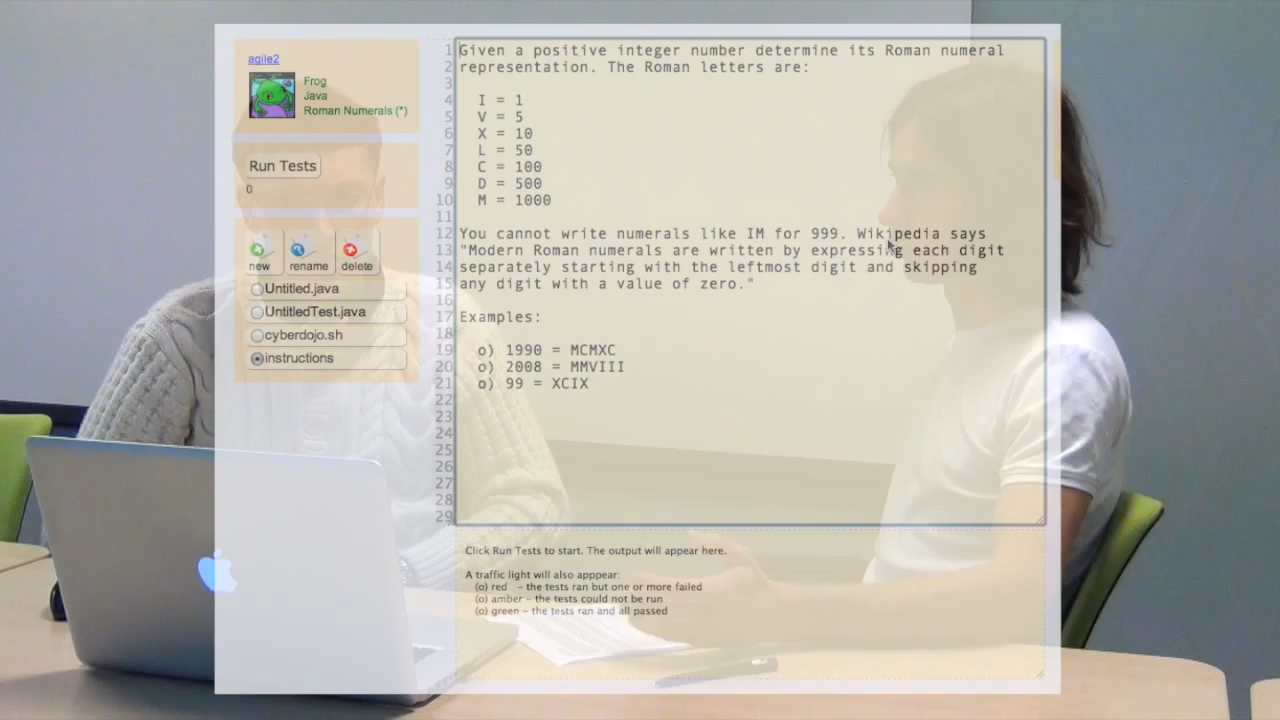 agile2
Frog
Java
Roman Numerals (*)
Run Tests
0
new rename delete
Untitled.java
UntitledTest.java
cyberdojo.sh
instructions
1 Given a positive integer number determine its Roman numeral
2 representation. The Roman letters are:
3
4 I = 1
5 V = 5
6 X = 10
7 L = 50
8 C = 100
9 D = 500
10 M = 1000
11
12 You cannot write numerals like IM for 999. Wikipedia says
13 "Modern Roman numerals are written by expressing each digit
14 separately starting with the leftmost digit and skipping
15 any digit with a value of zero."
16
17 Examples:
18
19 o) 1990 = MCMXC
20 o) 2008 = MMVIII
21 o) 99 = XCIX
22
23
24
25
26
27
28
29
Click Run Tests to start. The output will appear here.
A traffic light will also apppear:
(o) red - the tests ran but one or more failed
(o) amber - the tests could not be run
(o) green - the tests ran and all passed